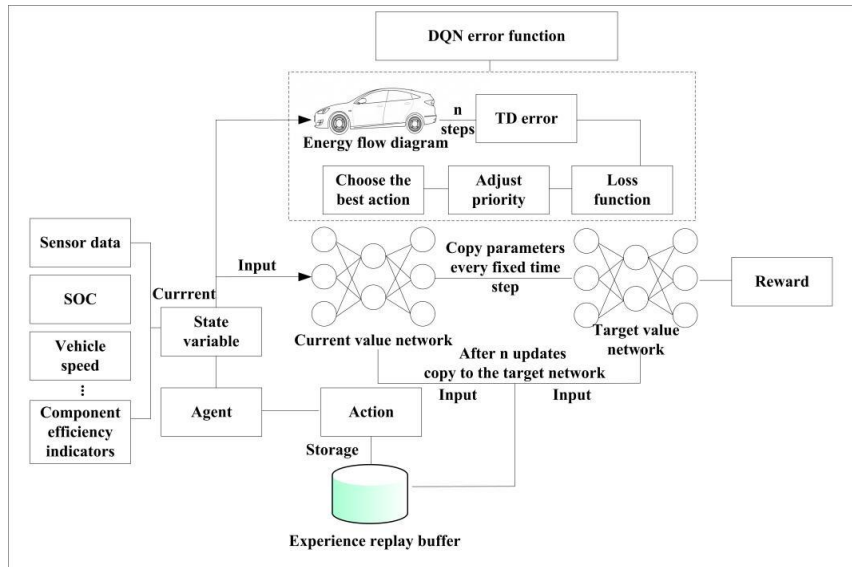 DQN error function
n
steps
TD error
Energy flow diagram
Choose the
best action
Adjust
priority
Loss
function
Sensor data
SOC
Vehicle
speed
Component
efficiency
indicators
Currrent
State
variable
Input
Current value network
Copy parameters
every fixed time
step
Target value
network
Reward
After n updates
copy to the target network
Input
Input
Agent
Action
Storage
Experience replay buffer